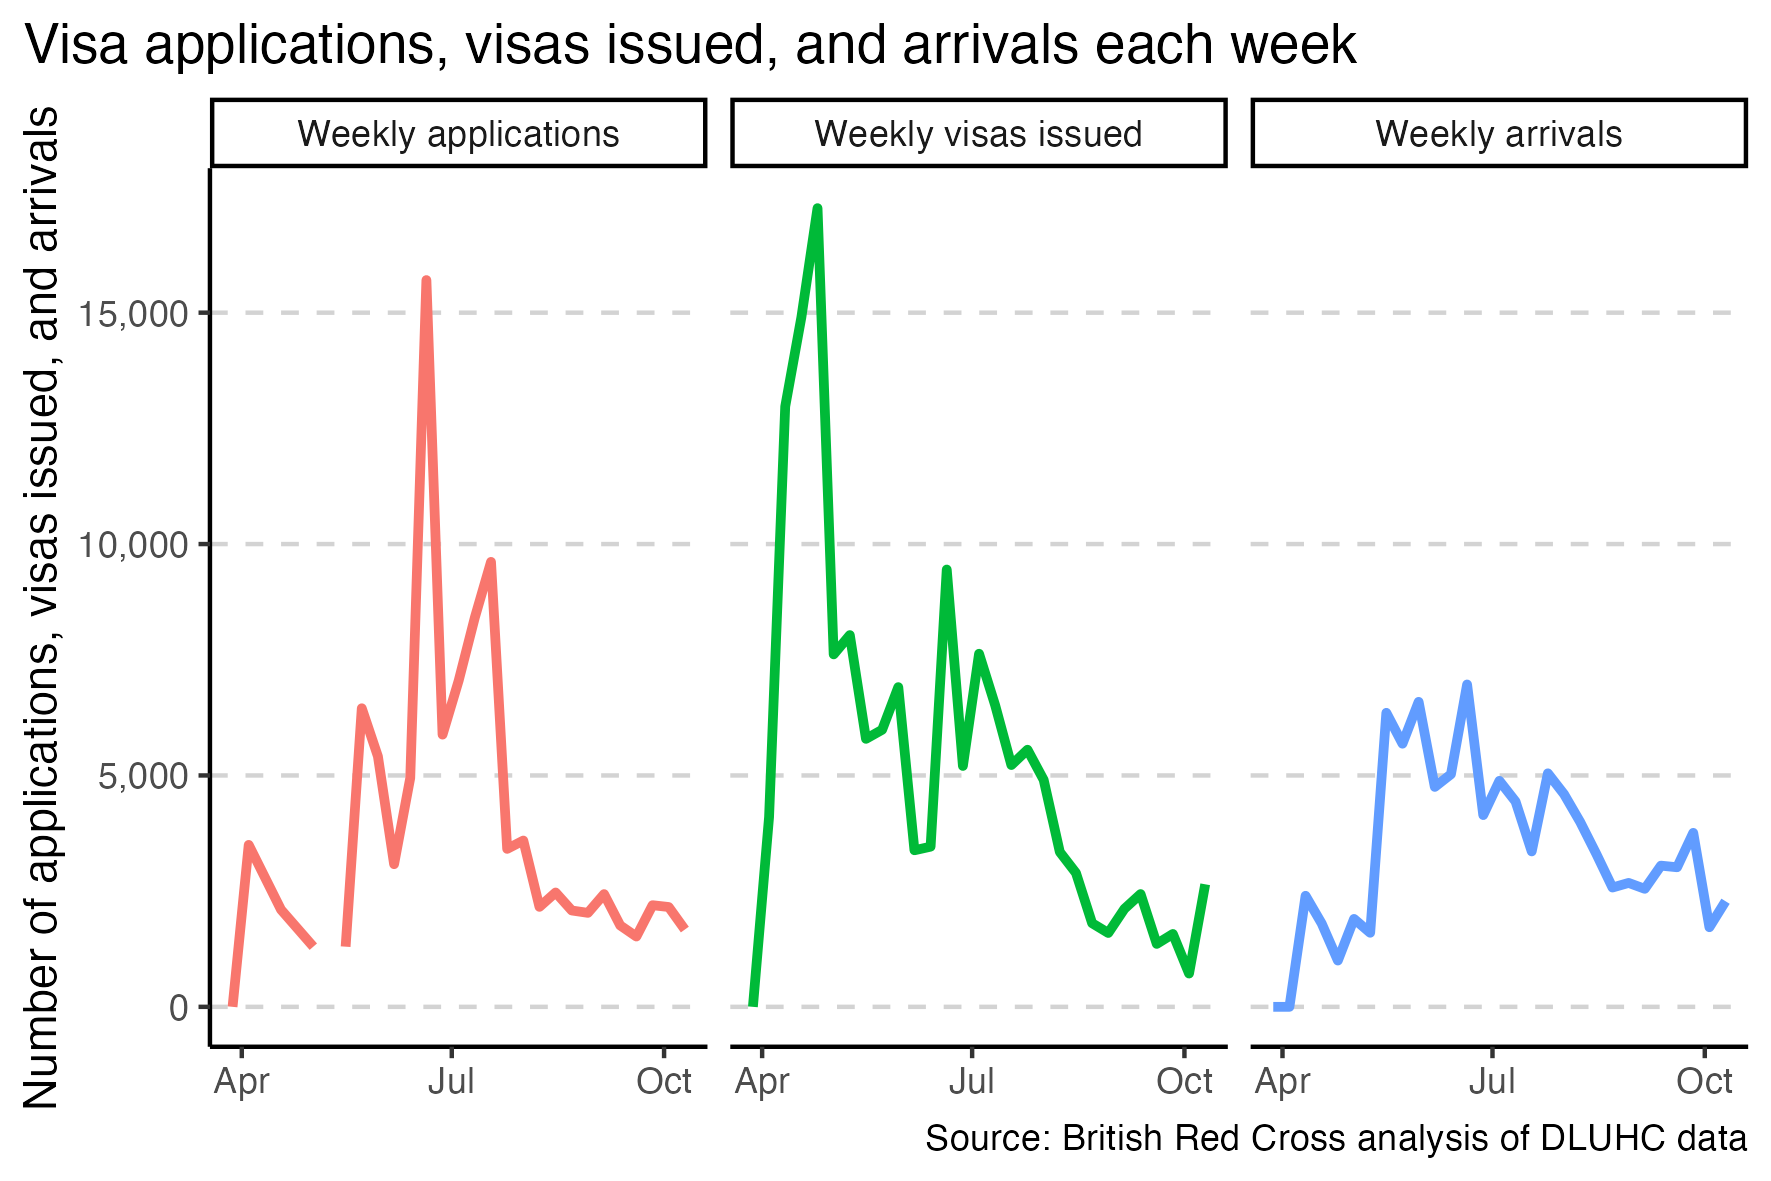 Visa applications, visas issued, and arrivals each week
Number of applications, visas issued, and arrivals
Weekly applications
Weekly visas issued
Weekly arrivals
15,000
10,000
5,000
0
Apr
Jul
Oct
Apr
Jul
Oct
Apr
Jul
Oct
Source: British Red Cross analysis of DLUHC data